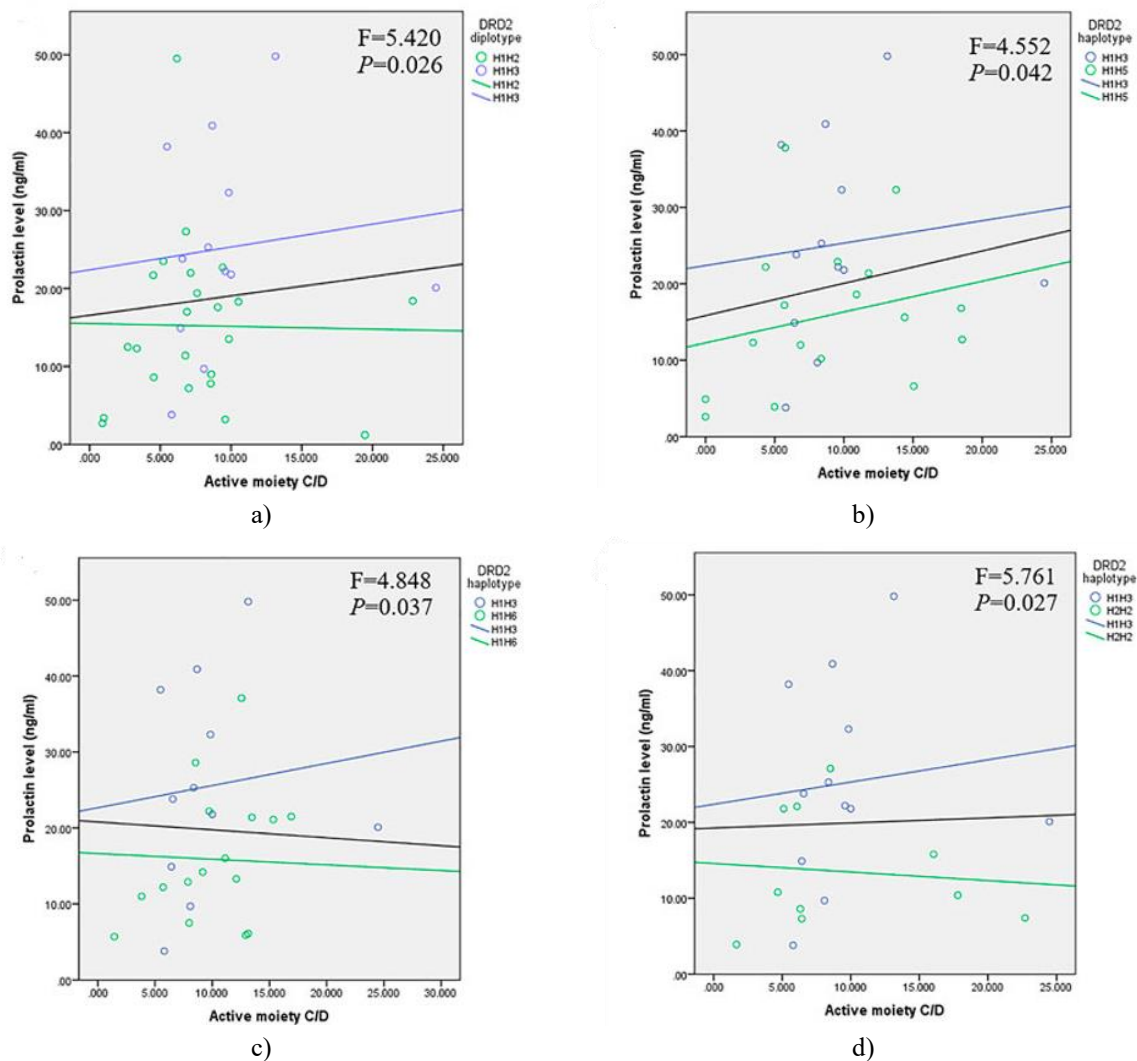 DRD2
diplotype
H1H2
H1H3
H1H2
H1H3
F=5.420
P=0.026
50.00
40.00
30.00
20.00
10.00
.00
Prolactin level (ng/ml)
.000 5.000 10.000 15.000 20.000 25.000
Active moiety C/D
a)
DRD2
haplotype
H1H3
H1H5
H1H3
H1H5
F=4.552
P=0.042
50.00
40.00
30.00
20.00
10.00
.00
Prolactin level (ng/ml)
.000 5.000 10.000 15.000 20.000 25.000
Active moiety C/D
b)
DRD2
haplotype
H1H3
H1H6
H1H3
H1H6
F=4.848
P=0.037
50.00
40.00
30.00
20.00
10.00
.00
Prolactin level (ng/ml)
.000 5.000 10.000 15.000 20.000 25.000 30.000
Active moiety C/D
c)
DRD2
haplotype
H1H3
H2H2
H1H3
H2H2
F=5.761
P=0.027
50.00
40.00
30.00
20.00
10.00
.00
Prolactin level (ng/ml)
.000 5.000 10.000 15.000 20.000 25.000
Active moiety C/D
d)